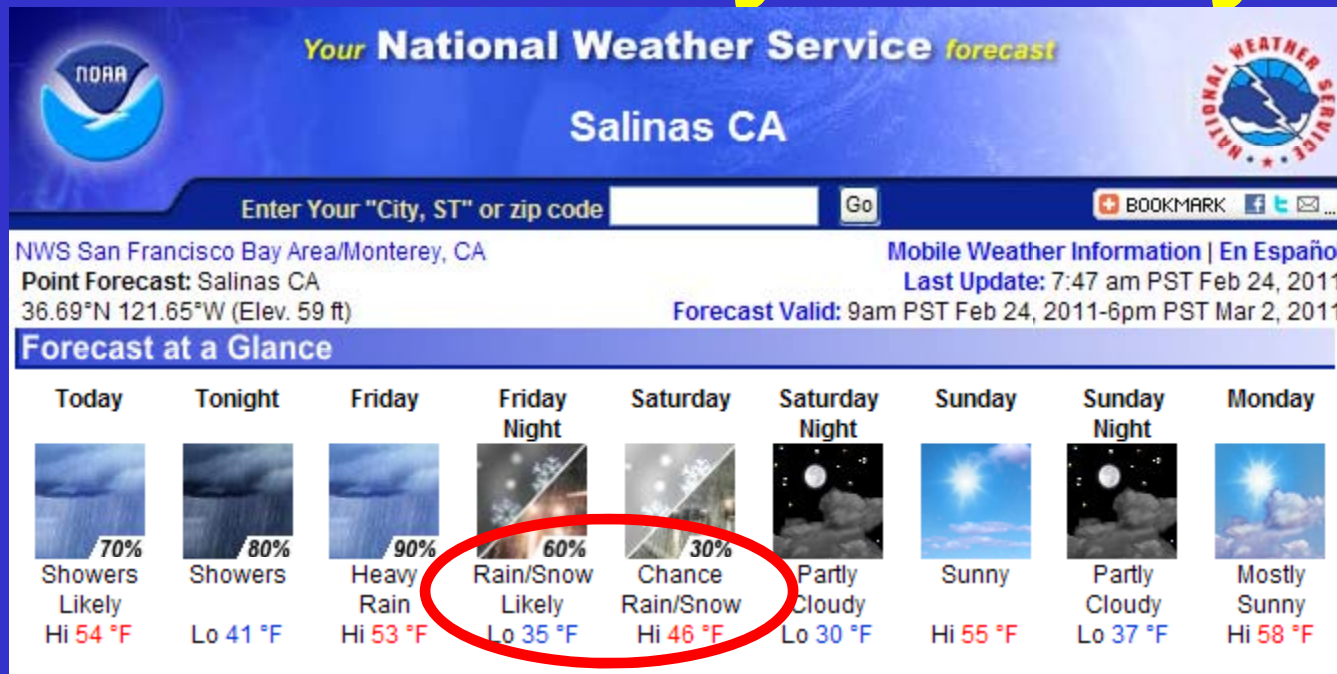 NOAA
Your National Weather Service forecast
NATIONAL WEATHER SERVICE
Salinas CA
Enter Your "City, ST" or zip code Go BOOKMARK ...
NWS San Francisco Bay Area/Monterey, CA Mobile Weather Information | En Españo
Point Forecast: Salinas CA Last Update: 7:47 am PST Feb 24, 2011
36.69°N 121.65°W (Elev. 59 ft) Forecast Valid: 9am PST Feb 24, 2011-6pm PST Mar 2, 2011
Forecast at a Glance
Today Tonight Friday Friday Saturday Saturday Sunday Sunday Monday
Night Night Night
70% 80% 90% 60% 30%
Showers Showers Heavy Rain/Snow Chance Partly Sunny Partly Mostly
Likely Rain Likely Rain/Snow Cloudy Cloudy Sunny
Hi 54 °F Lo 41 °F Hi 53 °F Lo 35 °F Hi 46 °F Lo 30 °F Hi 55 °F Lo 37 °F Hi 58 °F